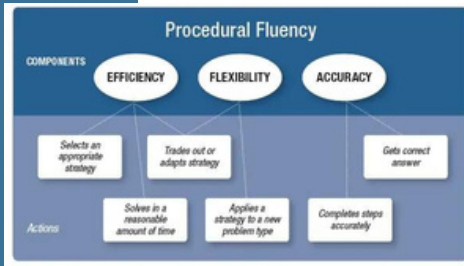 Procedural Fluency
COMPONENTS
EFFICIENCY
FLEXIBILITY
ACCURACY
Selects an
appropriate
strategy
Trades out or
adapts strategy
Gets correct
answer
Solves in a
reasonable
amount of time
Applies a
strategy to a new
problem type
Completes steps
accurately
Actions